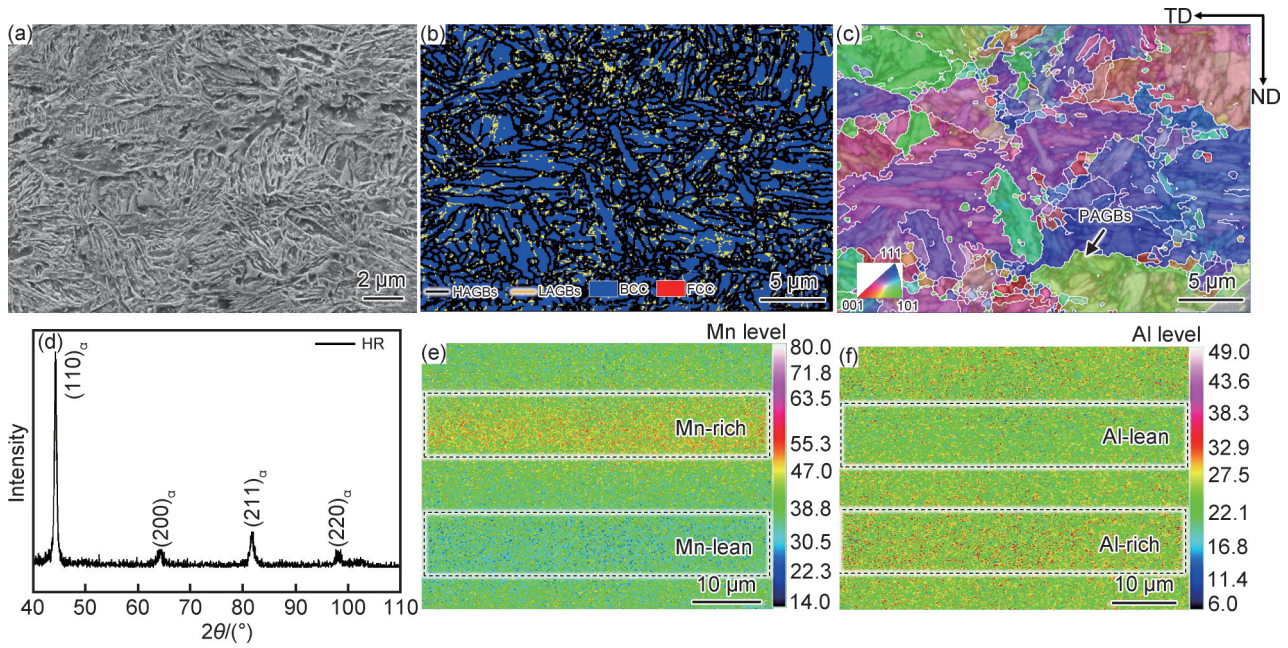 (a)
2 μm
(b)
HAGBs LAGBs BCC FCC
5 μm
(c)
TD
ND
PAGBs
111
001 101
5 μm
(d)
HR
(110)α
(200)α
(211)α
(220)α
Intensity
40 50 60 70 80 90 100 110
2θ/(°)
(e)
Mn level
Mn-rich
Mn-lean
10 μm
80.0
71.8
63.5
55.3
47.0
38.8
30.5
22.3
14.0
(f)
Al level
Al-lean
Al-rich
10 μm
49.0
43.6
38.3
32.9
27.5
22.1
16.8
11.4
6.0